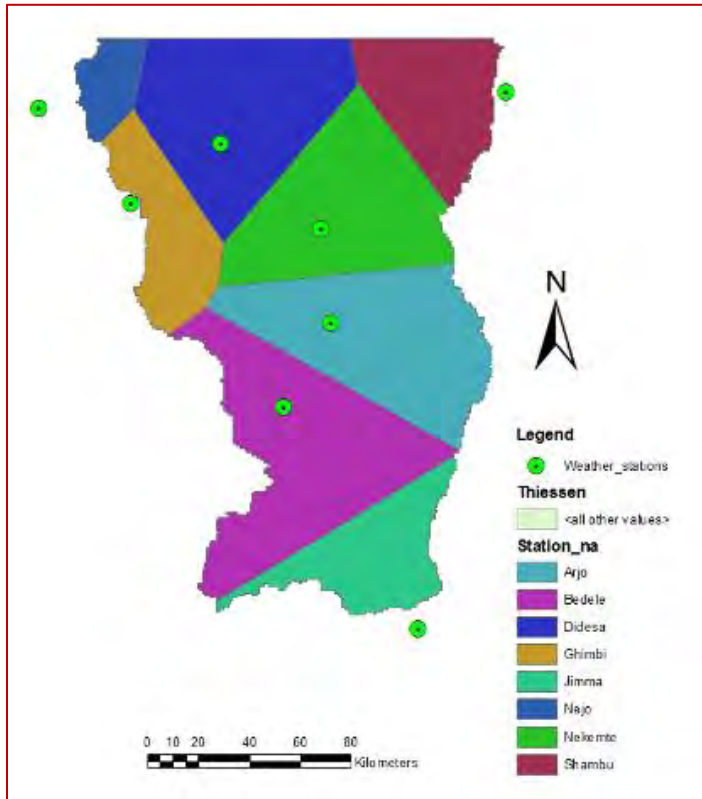 N
Legend
Weather_stations
Thiessen
<all other values>
Station_na
Arjo
Bedele
Didesa
Ghimbi
Jimma
Nejo
Nekemte
Shambu
0 10 20 40 60 80
Kilometers